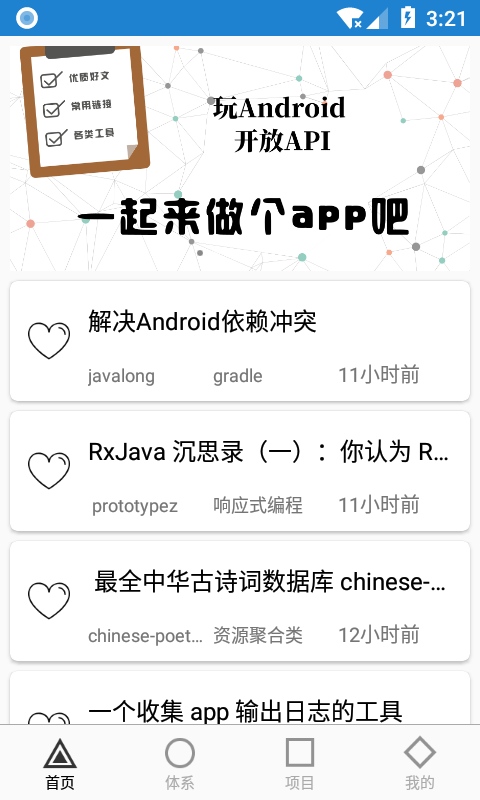 3:21
优质好文
常用链接
各类工具
玩Android
开放API
一起来做个app吧
解决Android依赖冲突
javalong gradle 11小时前
RxJava 沉思录（一）：你认为 R...
prototypez 响应式编程 11小时前
最全中华古诗词数据库 chinese-...
chinese-poet... 资源聚合类 12小时前
一个收集 app 输出日志的工具
首页 体系 项目 我的